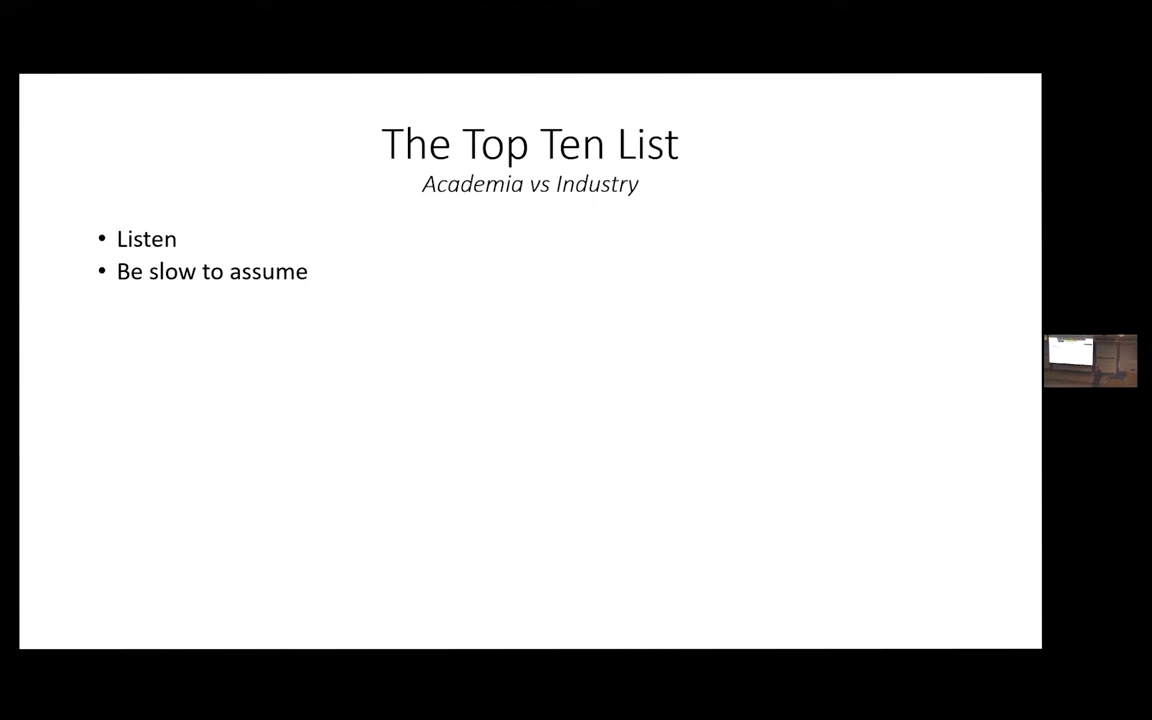 The Top Ten List
Academia vs Industry
• Listen
• Be slow to assume